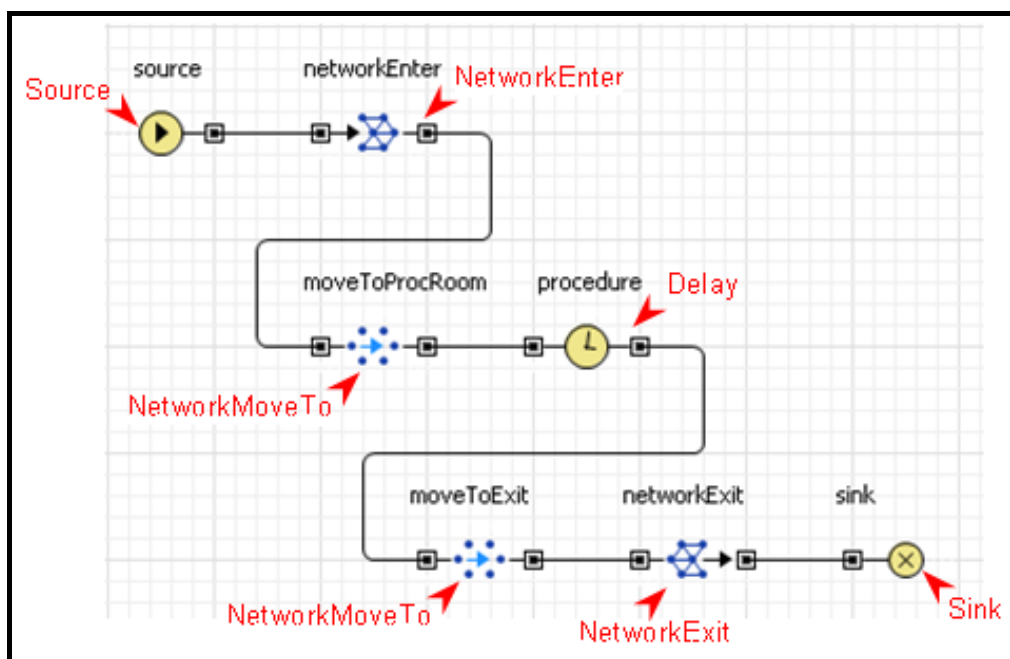 source
networkEnter
NetworkEnter
Source
moveToProcRoom
procedure
Delay
NetworkMoveTo
moveToExit
networkExit
sink
NetworkMoveTo
NetworkExit
Sink